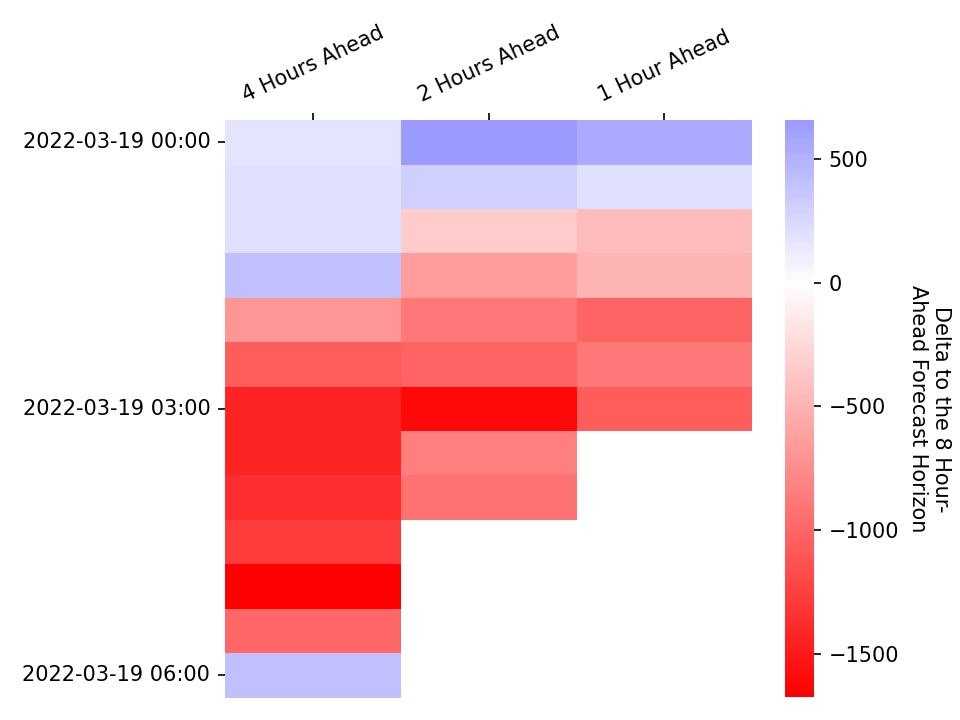 4 Hours Ahead
2 Hours Ahead
1 Hour Ahead
2022-03-19 00:00
2022-03-19 03:00
2022-03-19 06:00
500
0
−500
−1000
−1500
Delta to the 8 Hour-
Ahead Forecast Horizon